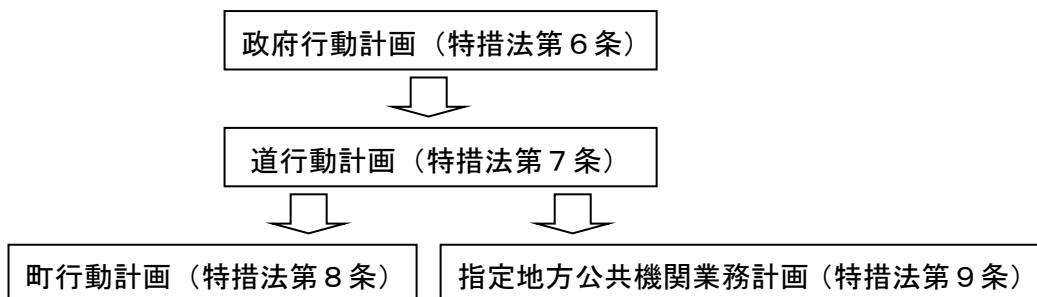 政府行動計画（特措法第６条）
道行動計画（特措法第７条）
町行動計画（特措法第８条）
指定地方公共機関業務計画（特措法第９条）